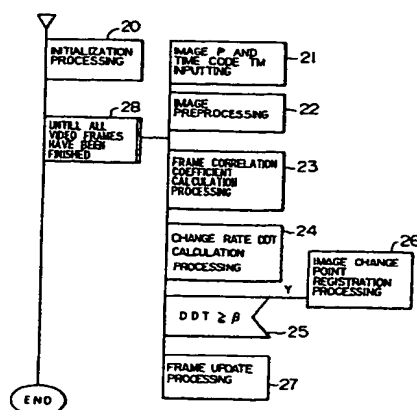 20
INITIALIZATION
PROCESSING
28
UNTILL ALL
VIDEO FRAMES
HAVE BEEN
FINISHED
END
21
IMAGE P AND
TIME CODE TM
INPUTTING
22
IMAGE
PREPROCESSING
23
FRAME CORRELATION
COEFFICIENT
CALCULATION
PROCESSING
24
CHANGE RATE DDT
CALCULATION
PROCESSING
DDT ≥ β
25
Y
26
IMAGE CHANGE
POINT
REGISTRATION
PROCESSING
FRAME UPDATE
PROCESSING
27